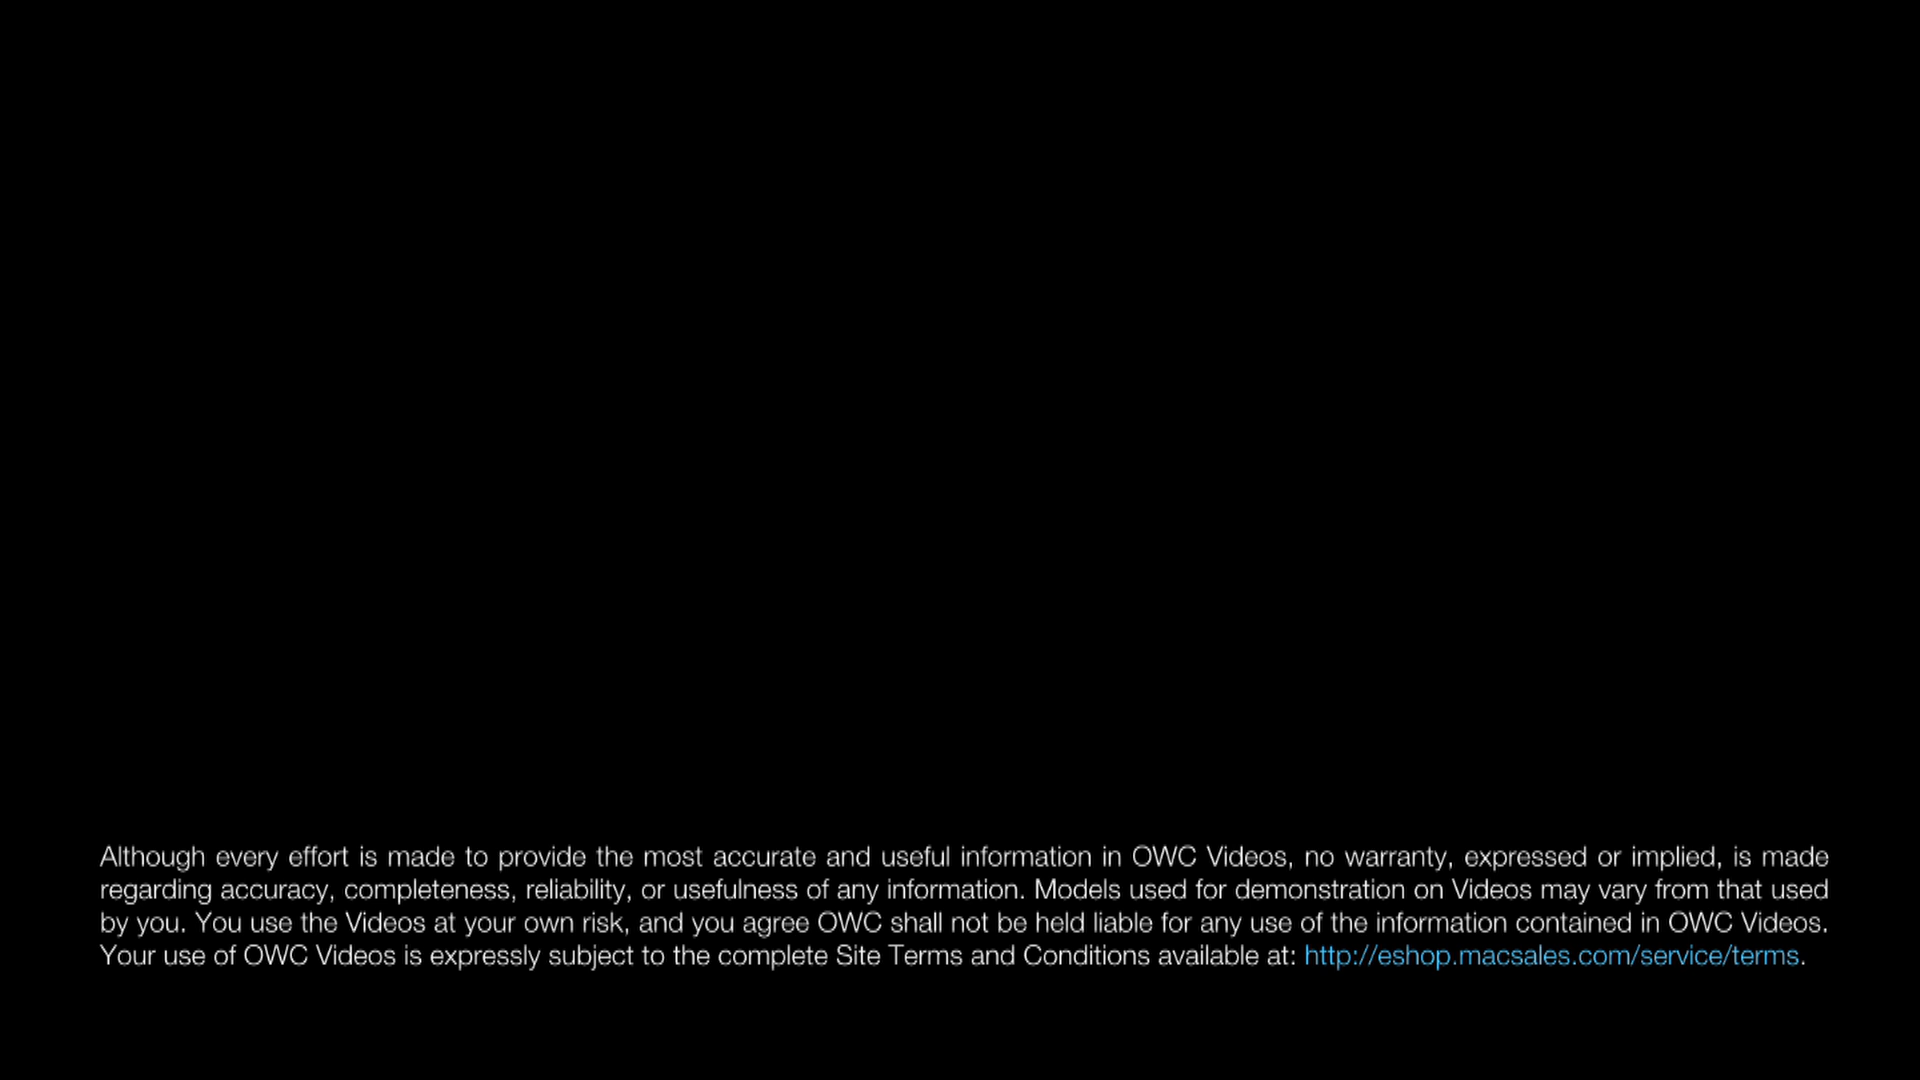 Although every effort is made to provide the most accurate and useful information in OWC Videos, no warranty, expressed or implied, is made
regarding accuracy, completeness, reliability, or usefulness of any information. Models used for demonstration on Videos may vary from that used
by you. You use the Videos at your own risk, and you agree OWC shall not be held liable for any use of the information contained in OWC Videos.
Your use of OWC Videos is expressly subject to the complete Site Terms and Conditions available at: http://eshop.macsales.com/service/terms.